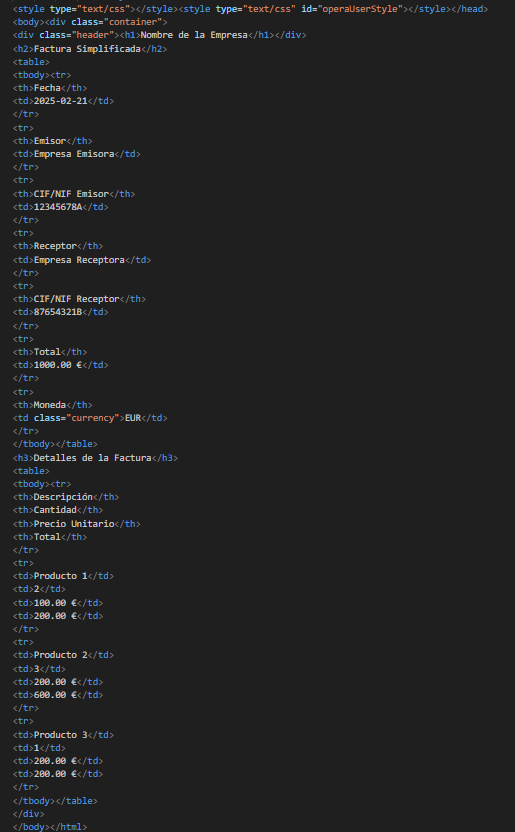 <style type="text/css"></style><style type="text/css" id="operaUserStyle"></style></head>
<body><div class="container">
<div class="header"><h1>Nombre de la Empresa</h1></div>
<h2>Factura Simplificada</h2>
<table>
<tbody><tr>
<th>Fecha</th>
<td>2025-02-21</td>
</tr>
<tr>
<th>Emisor</th>
<td>Empresa Emisora</td>
</tr>
<tr>
<th>CIF/NIF Emisor</th>
<td>12345678A</td>
</tr>
<tr>
<th>Receptor</th>
<td>Empresa Receptora</td>
</tr>
<tr>
<th>CIF/NIF Receptor</th>
<td>87654321B</td>
</tr>
<tr>
<th>Total</th>
<td>1000.00 €</td>
</tr>
<tr>
<th>Moneda</th>
<td class="currency">EUR</td>
</tr>
</tbody></table>
<h3>Detalles de la Factura</h3>
<table>
<tbody><tr>
<th>Descripción</th>
<th>Cantidad</th>
<th>Precio Unitario</th>
<th>Total</th>
</tr>
<tr>
<td>Producto 1</td>
<td>2</td>
<td>100.00 €</td>
<td>200.00 €</td>
</tr>
<tr>
<td>Producto 2</td>
<td>3</td>
<td>200.00 €</td>
<td>600.00 €</td>
</tr>
<tr>
<td>Producto 3</td>
<td>1</td>
<td>200.00 €</td>
<td>200.00 €</td>
</tr>
</tbody></table>
</div>
</body></html>